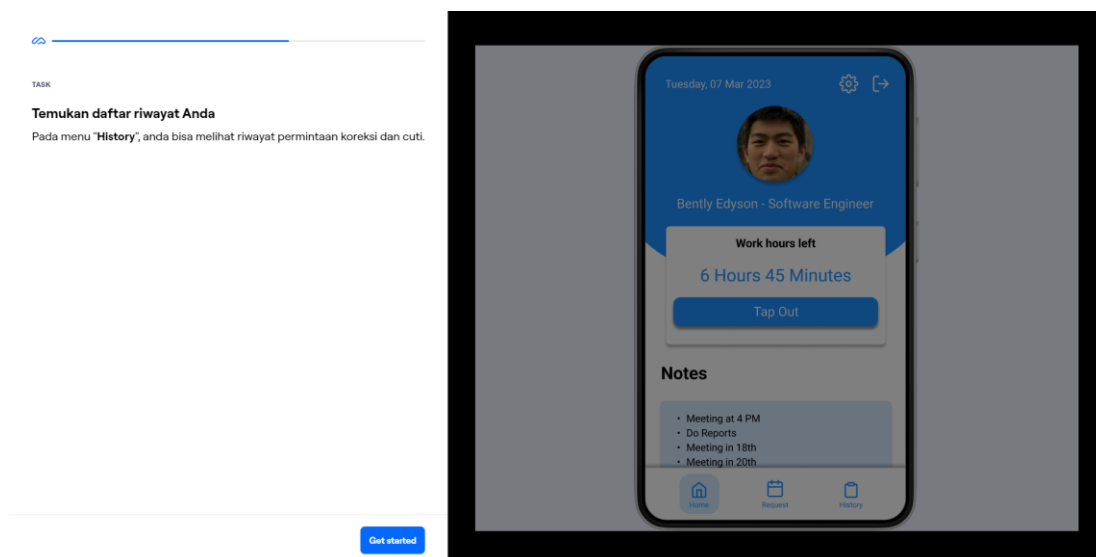 TASK
Temukan daftar riwayat Anda
Pada menu "History", anda bisa melihat riwayat permintaan koreksi dan cuti.
Get started
Tuesday, 07 Mar 2023
Bently Edyson - Software Engineer
Work hours left
6 Hours 45 Minutes
Tap Out
Notes
• Meeting at 4 PM
• Do Reports
• Meeting in 18th
• Meeting in 20th
Home
Request
History